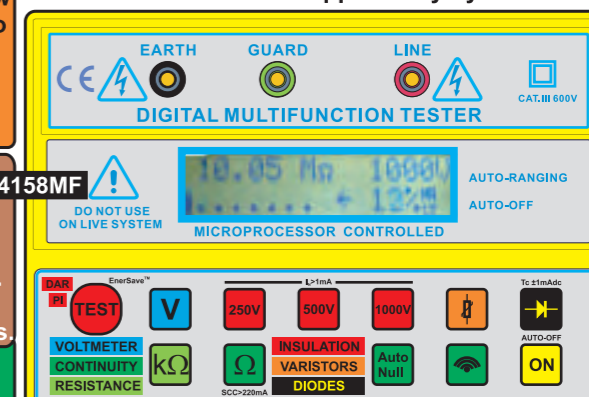 EARTH GUARD LINE
CE
CAT.III 600V
DIGITAL MULTIFUNCTION TESTER
4158MF
10.05 MΩ 1000V
AUTO-RANGING
12%
AUTO-OFF
DO NOT USE
ON LIVE SYSTEM
MICROPROCESSOR CONTROLLED
DAR
PI
EnerSave™
TEST
V
I>1mA
250V 500V 1000V
Tc ±1mAdc
VOLTMETER
CONTINUITY
RESISTANCE
kΩ
Ω
SCC>220mA
INSULATION
VARISTORS
DIODES
Auto
Null
AUTO-OFF
ON